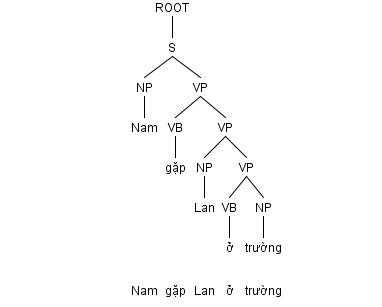 ROOT
S
NP VP
Nam VB VP
gặp NP VP
Lan VB NP
ở trường
Nam gặp Lan ở trường